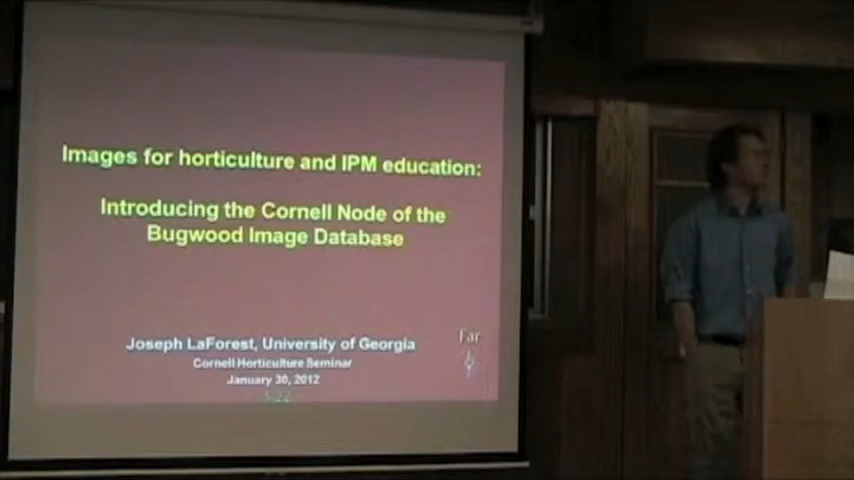 Images for horticulture and IPM education:
Introducing the Cornell Node of the
Bugwood Image Database
Joseph LaForest, University of Georgia
Cornell Horticulture Seminar
January 30, 2012
Far